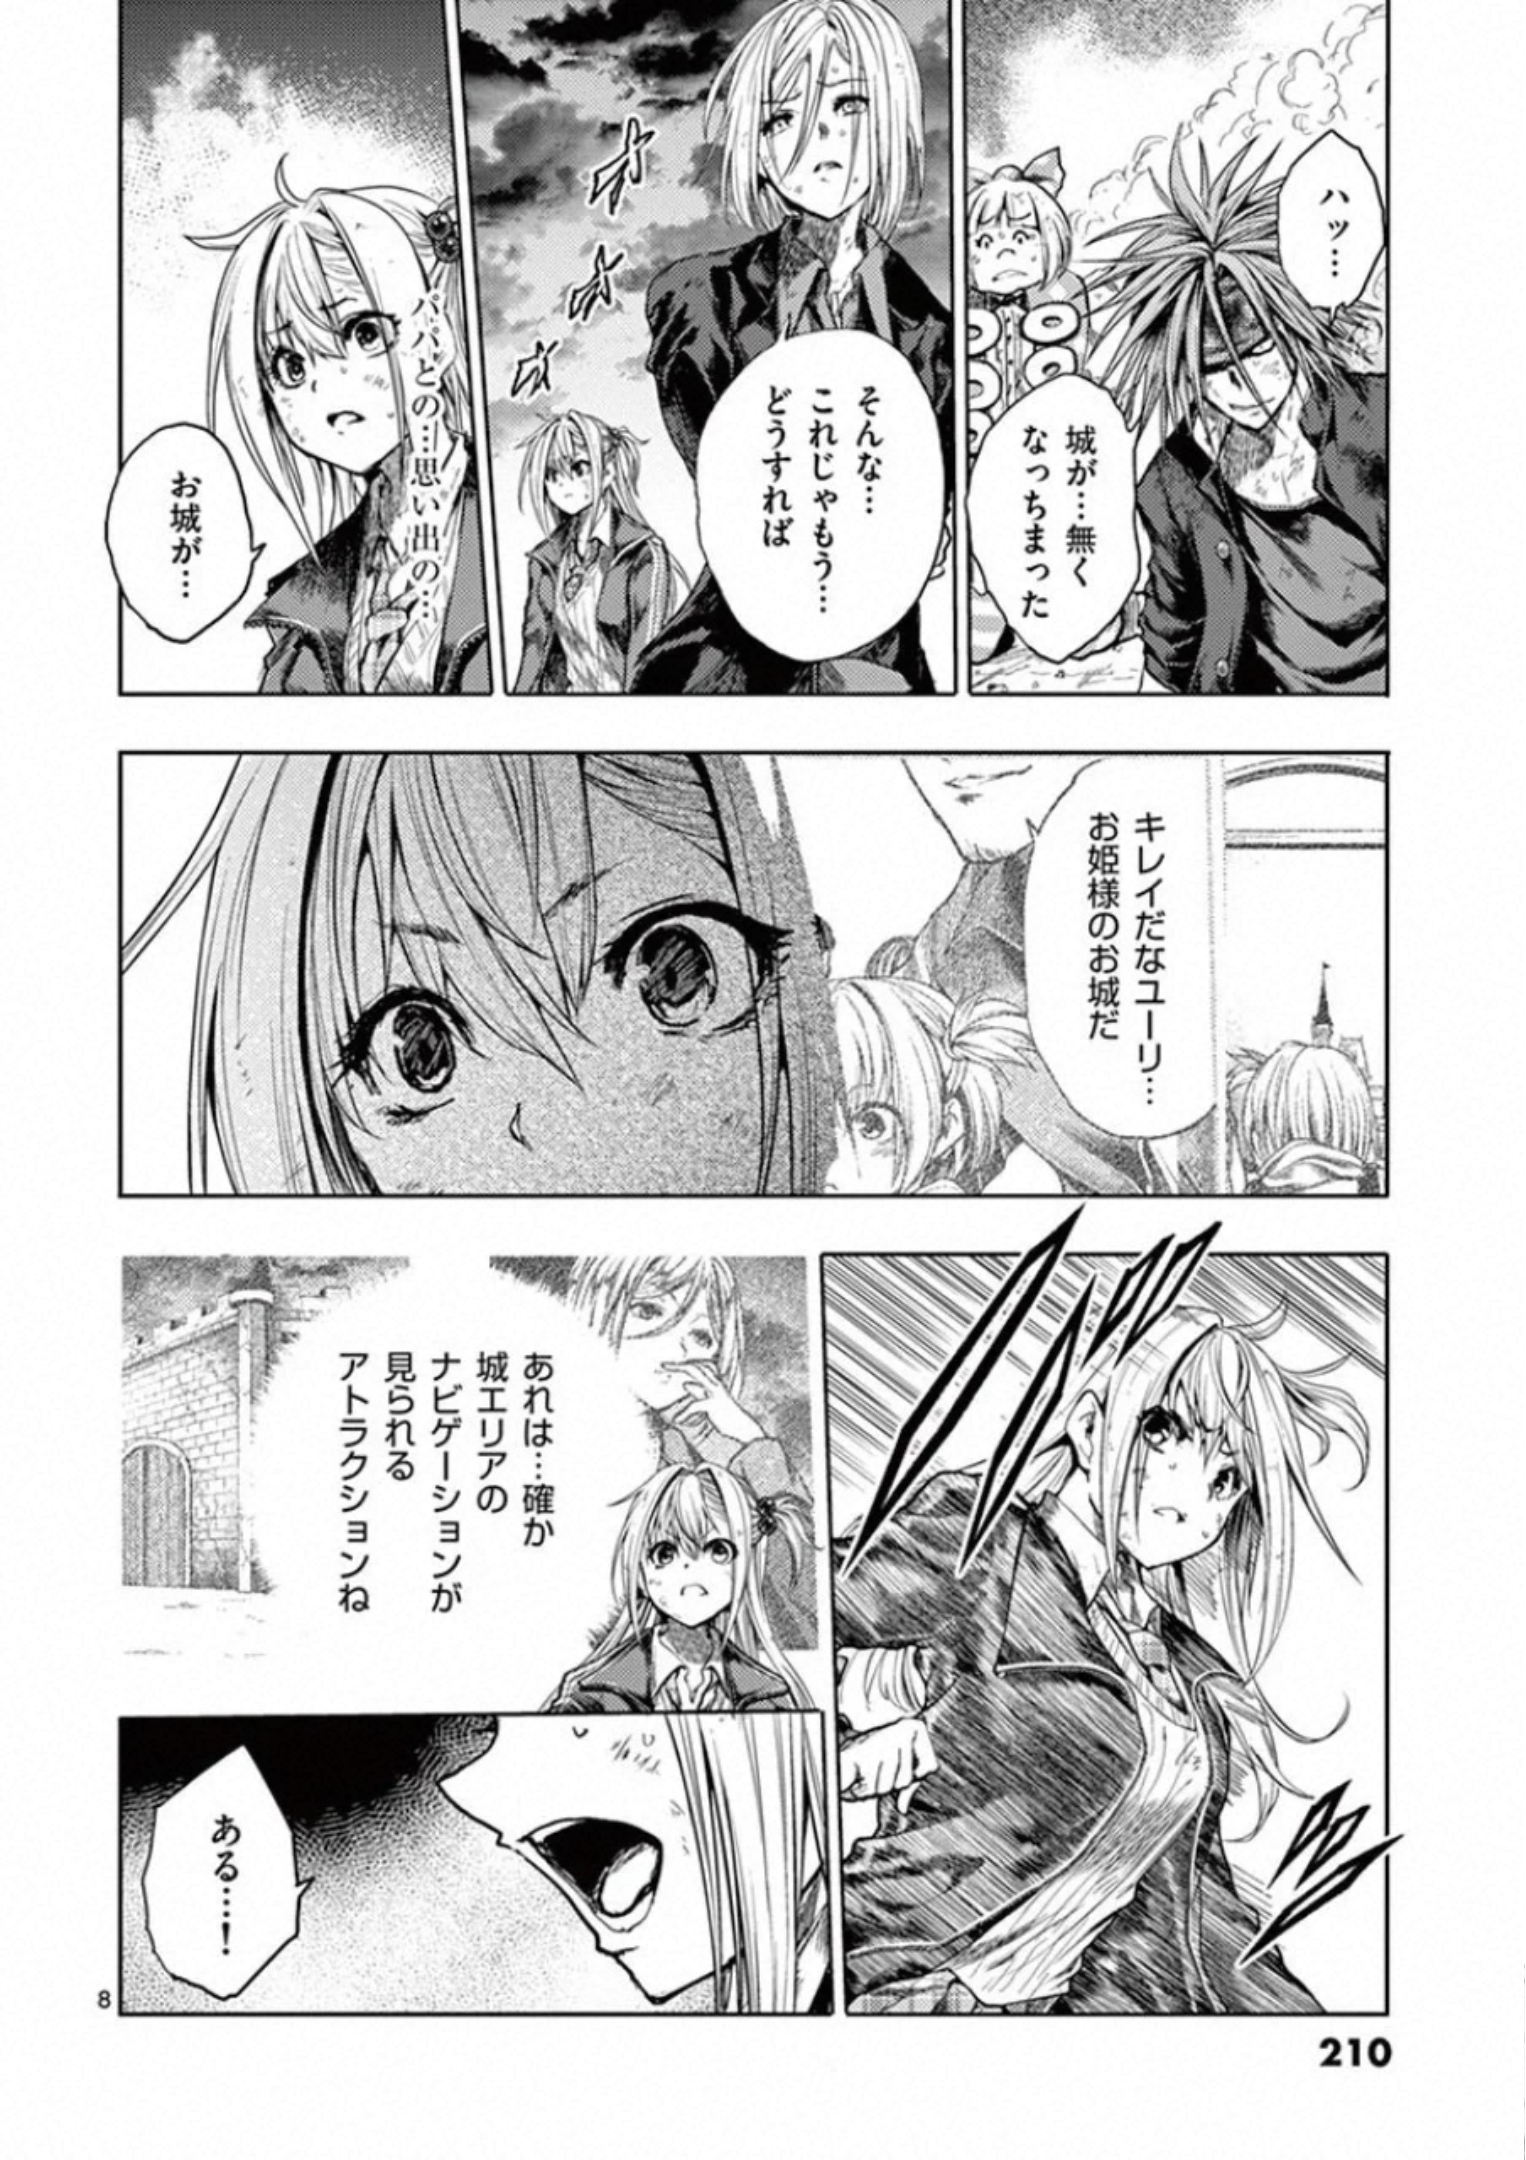 ハッ…
城が…無く
なっちまった
そんな…
これじゃもう…
どうすれば
オオオ
パパとの…思い出の…
お城が…
キレイだなユーリ…
お姫様のお城だ
あれは…確か
城エリアの
ナビゲーションが
見られる
アトラクションね
ある…！
8
210